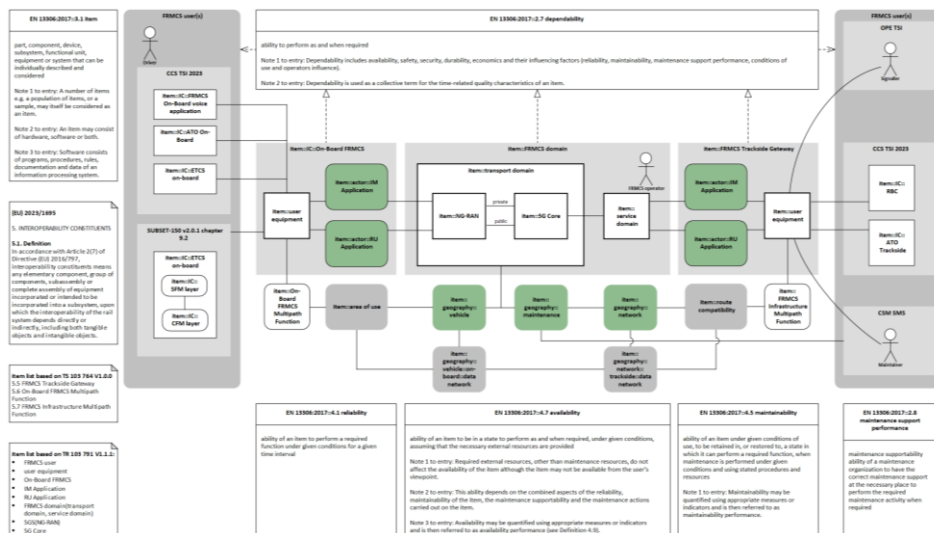 EN 13306:2017::3.1 item
part, component, device,
subsystem, functional unit,
equipment or system that can be
individually described and
considered
Note 1 to entry: A number of items
e.g. a population of items, or a
sample, may itself be considered as
an item.
Note 2 to entry: An item may consist
of hardware, software or both.
Note 3 to entry: Software consists
of programs, procedures, rules,
documentation and data of an
information processing system.
(EU) 2023/1695
5. INTEROPERABILITY CONSTITUENTS
5.1. Definition
In accordance with Article 2(7) of
Directive (EU) 2016/797,
interoperability constituents means
any elementary component, group of
components, subassembly or
complete assembly of equipment
incorporated or intended to be
incorporated into a subsystem, upon
which the interoperability of the rail
system depends directly or
indirectly, including both tangible
objects and intangible objects.
Item list based on TS 103 764 V1.0.0
5.5 FRMCS Trackside Gateway
5.6 On-Board FRMCS Multipath
Function
5.7 FRMCS Infrastructure Multipath
Function
Item list based on TR 103 791 V1.1.1:
• FRMCS user
• user equipment
• On-Board FRMCS
• IM Application
• RU Application
• FRMCS domain(transport
domain, service domain)
• 5GS(NG-RAN)
• 5G Core
FRMCS user(s)
Driver
CCS TSI 2023
item::IC::FRMCS
On-Board voice
application
item::IC::ATO On-
Board
item::IC::ETCS
on-board
SUBSET-150 v2.0.1 chapter
5.2
item::IC::ETCS
on-board
item::IC::
SFM layer
item::IC::
CFM layer
EN 13306:2017::2.7 dependability
ability to perform as and when required
Note 1 to entry: Dependability includes availability, safety, security, durability, economics and their influencing factors (reliability, maintainability, maintenance support performance, conditions of
use and operators influence).
Note 2 to entry: Dependability is used as a collective term for the time-related quality characteristics of an item.
item::IC::On-Board FRMCS
item::user
equipment
item::actor::IM
Application
item::actor::RU
Application
item::FRMCS domain
item::transport domain
item::NG-RAN
private
public
item::5G Core
FRMCS operator
item::
service
domain
item::FRMCS Trackside Gateway
item::actor::IM
Application
item::actor::RU
Application
item::user
equipment
item::On-
Board
FRMCS
Multipath
Function
item::area of use
item::
geography::
vehicle
item::
geography::
maintenance
item::
geography::
network
item::route
compatibility
item::
FRMCS
Infrastructure
Multipath
Function
item::
geography::
vehicle::on-
board::data
network
item::
geography::
network::
trackside::data
network
FRMCS user(s)
OPE TSI
Signaller
CCS TSI 2023
item::IC::
RBC
item::IC::
ATO
Trackside
CSM SMS
Maintainer
EN 13306:2017::4.1 reliability
ability of an item to perform a required
function under given conditions for a
given time interval
EN 13306:2017::4.7 availability
ability of an item to be in a state to perform as and when required, under given conditions,
assuming that the necessary external resources are provided
Note 1 to entry: Required external resources, other than maintenance resources, do not
affect the availability of the item although the item may not be available from the user's
viewpoint.
Note 2 to entry: This ability depends on the combined aspects of the reliability,
maintainability of the item, the maintenance supportability and the maintenance actions
carried out on the item.
Note 3 to entry: Availability may be quantified using appropriate measures or indicators
and is then referred to as availability performance (see Definition 4.9).
EN 13306:2017::4.5 maintainability
ability of an item under given conditions of
use, to be retained in, or restored to, a state in
which it can perform a required function, when
maintenance is performed under given
conditions and using stated procedures and
resources
Note 1 to entry: Maintainability may be
quantified using appropriate measures or
indicators and is then referred to as
maintainability performance.
EN 13306:2017::2.8
maintenance support
performance
maintenance supportability
ability of a maintenance
organization to have the
correct maintenance support
at the necessary place to
perform the required
maintenance activity when
required